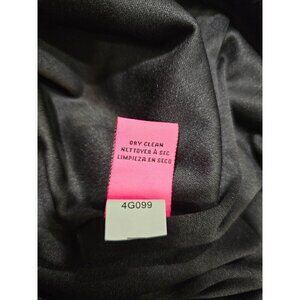 DRY CLEAN
NETTOYER À SEC
LIMPIEZA EN SECO
4G099